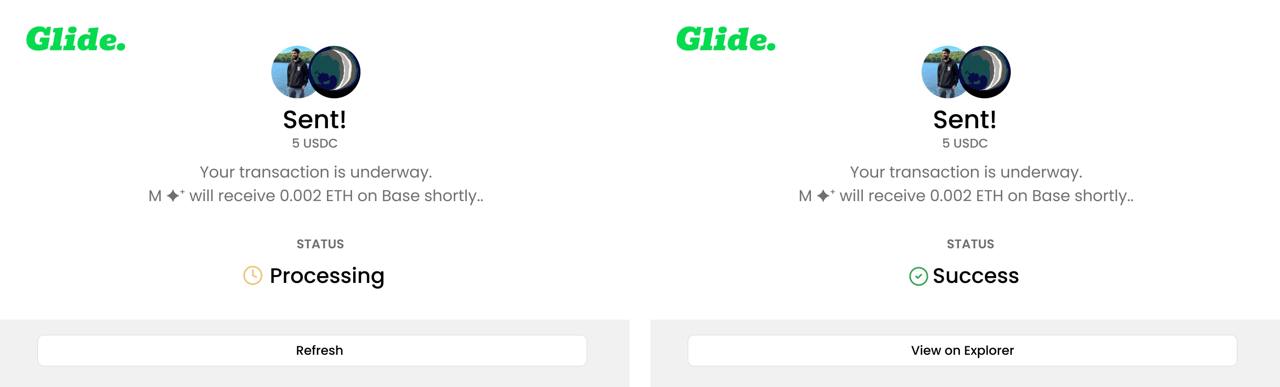 Glide.
Sent!
5 USDC
Your transaction is underway.
M ✦⁺ will receive 0.002 ETH on Base shortly..
STATUS
Processing
Refresh
Glide.
Sent!
5 USDC
Your transaction is underway.
M ✦⁺ will receive 0.002 ETH on Base shortly..
STATUS
Success
View on Explorer